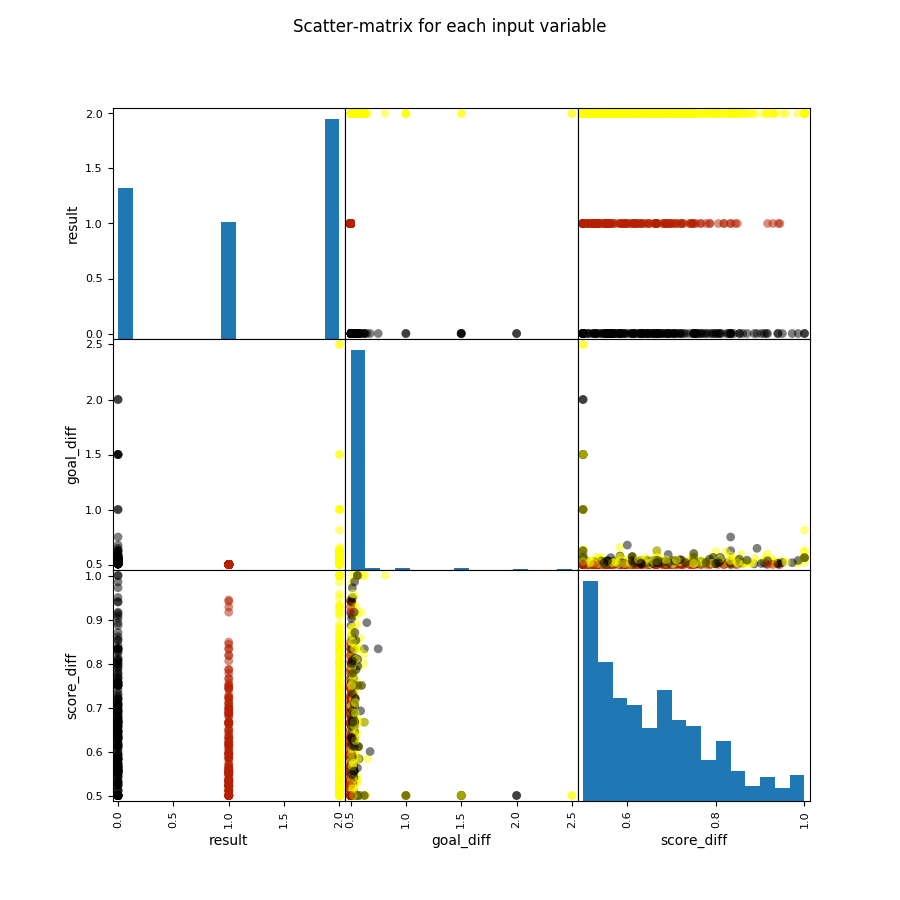 Scatter-matrix for each input variable
2.0
1.5
1.0
0.5
0.0
result
2.5
2.0
1.5
1.0
0.5
goal_diff
1.0
0.9
0.8
0.7
0.6
0.5
score_diff
0.0 0.5 1.0 1.5 2.0 0.5 1.0 1.5 2.0 2.5 0.6 0.8 1.0
result goal_diff score_diff